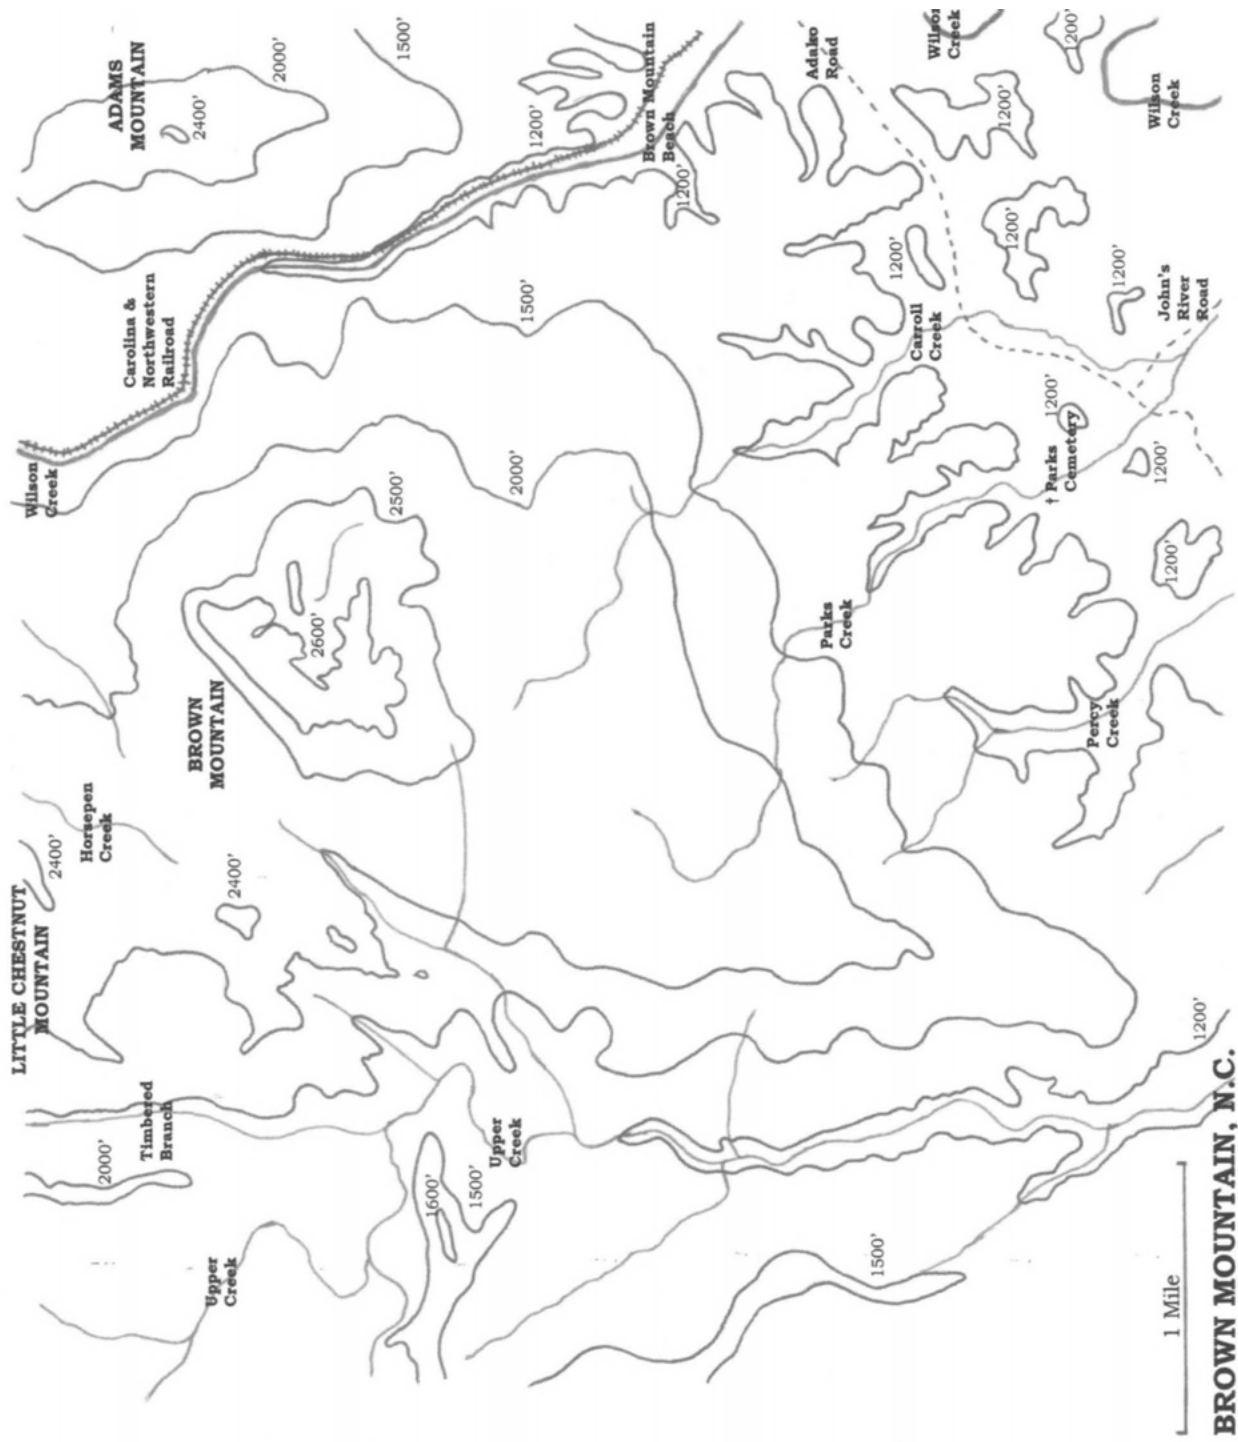 LITTLE CHESTNUT
MOUNTAIN
Wilson
Creek
2400'
2000'
Horsepen
Creek
ADAMS
MOUNTAIN
Timbered
Branch
Carolina &
Northwestern
Railroad
BROWN
MOUNTAIN
2400'
Upper
Creek
2400'
2000'
2600'
2500'
1500'
1600'
1500'
Upper
Creek
2000'
1500'
1200'
Brown Mountain
Beach
1200'
Adako
Road
Parks
Creek
1500'
1200'
Carroll
Creek
Wilson
Creek
1200'
1200'
† Parks
Cemetery
1200'
1200'
Percy
Creek
1200'
1200'
1200'
John's
River
Road
Wilson
Creek
1200'
1 Mile
BROWN MOUNTAIN, N.C.